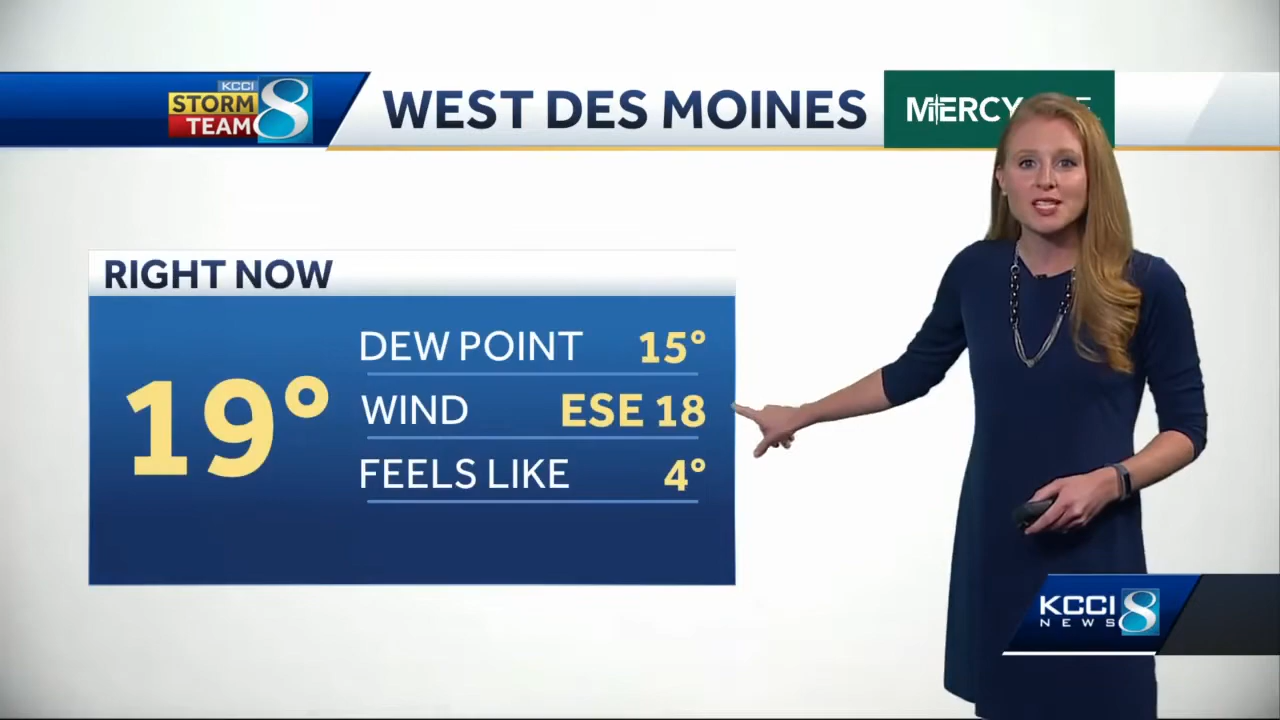 KCCI
STORM
TEAM 8
WEST DES MOINES
MERCY
RIGHT NOW
19°
DEW POINT 15°
WIND ESE 18
FEELS LIKE 4°
KCCI 8
NEWS